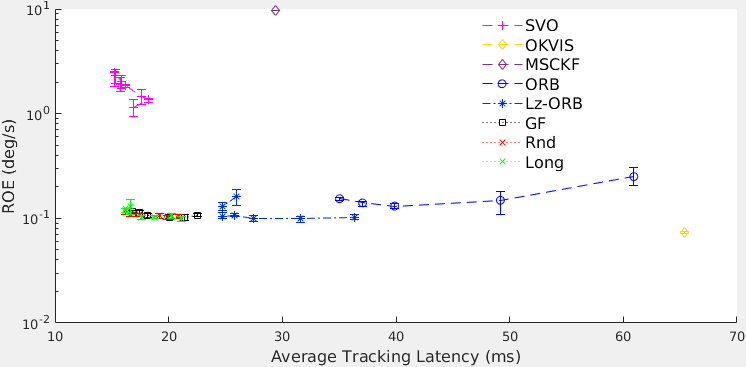 10^1
10^0
10^-1
10^-2
ROE (deg/s)
SVO
OKVIS
MSCKF
ORB
Lz-ORB
GF
Rnd
Long
10 20 30 40 50 60 70
Average Tracking Latency (ms)